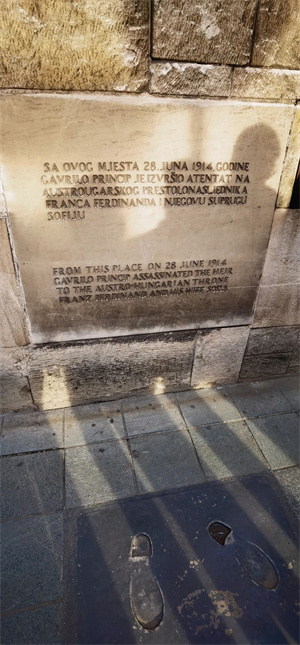 SA OVOG MJESTA 28. JUNA 1914. GODINE
GAVRILO PRINCIP JE IZVRŠIO ATENTAT NA
AUSTROUGARSKOG PRESTOLONASLJEDNIKA
FRANCA FERDINANDA I NJEGOVU SUPRUGU
SOFIJU
FROM THIS PLACE ON 28 JUNE 1914
GAVRILO PRINCIP ASSASSINATED THE HEIR
TO THE AUSTRO-HUNGARIAN THRONE
FRANZ FERDINAND AND HIS WIFE SOFIA